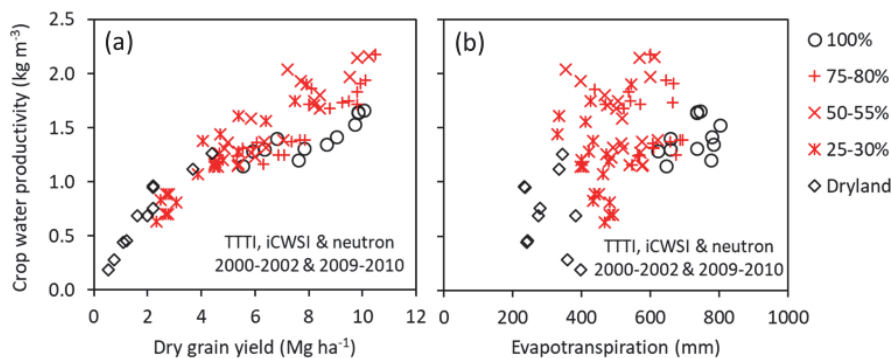 Crop water productivity (kg m-3)
2.5
2.0
1.5
1.0
0.5
0.0
(a)
TTTI, iCWSI & neutron
2000-2002 & 2009-2010
0 2 4 6 8 10 12
Dry grain yield (Mg ha-1)
(b)
TTTI, iCWSI & neutron
2000-2002 & 2009-2010
0 200 400 600 800 1000
Evapotranspiration (mm)
100%
75-80%
50-55%
25-30%
Dryland